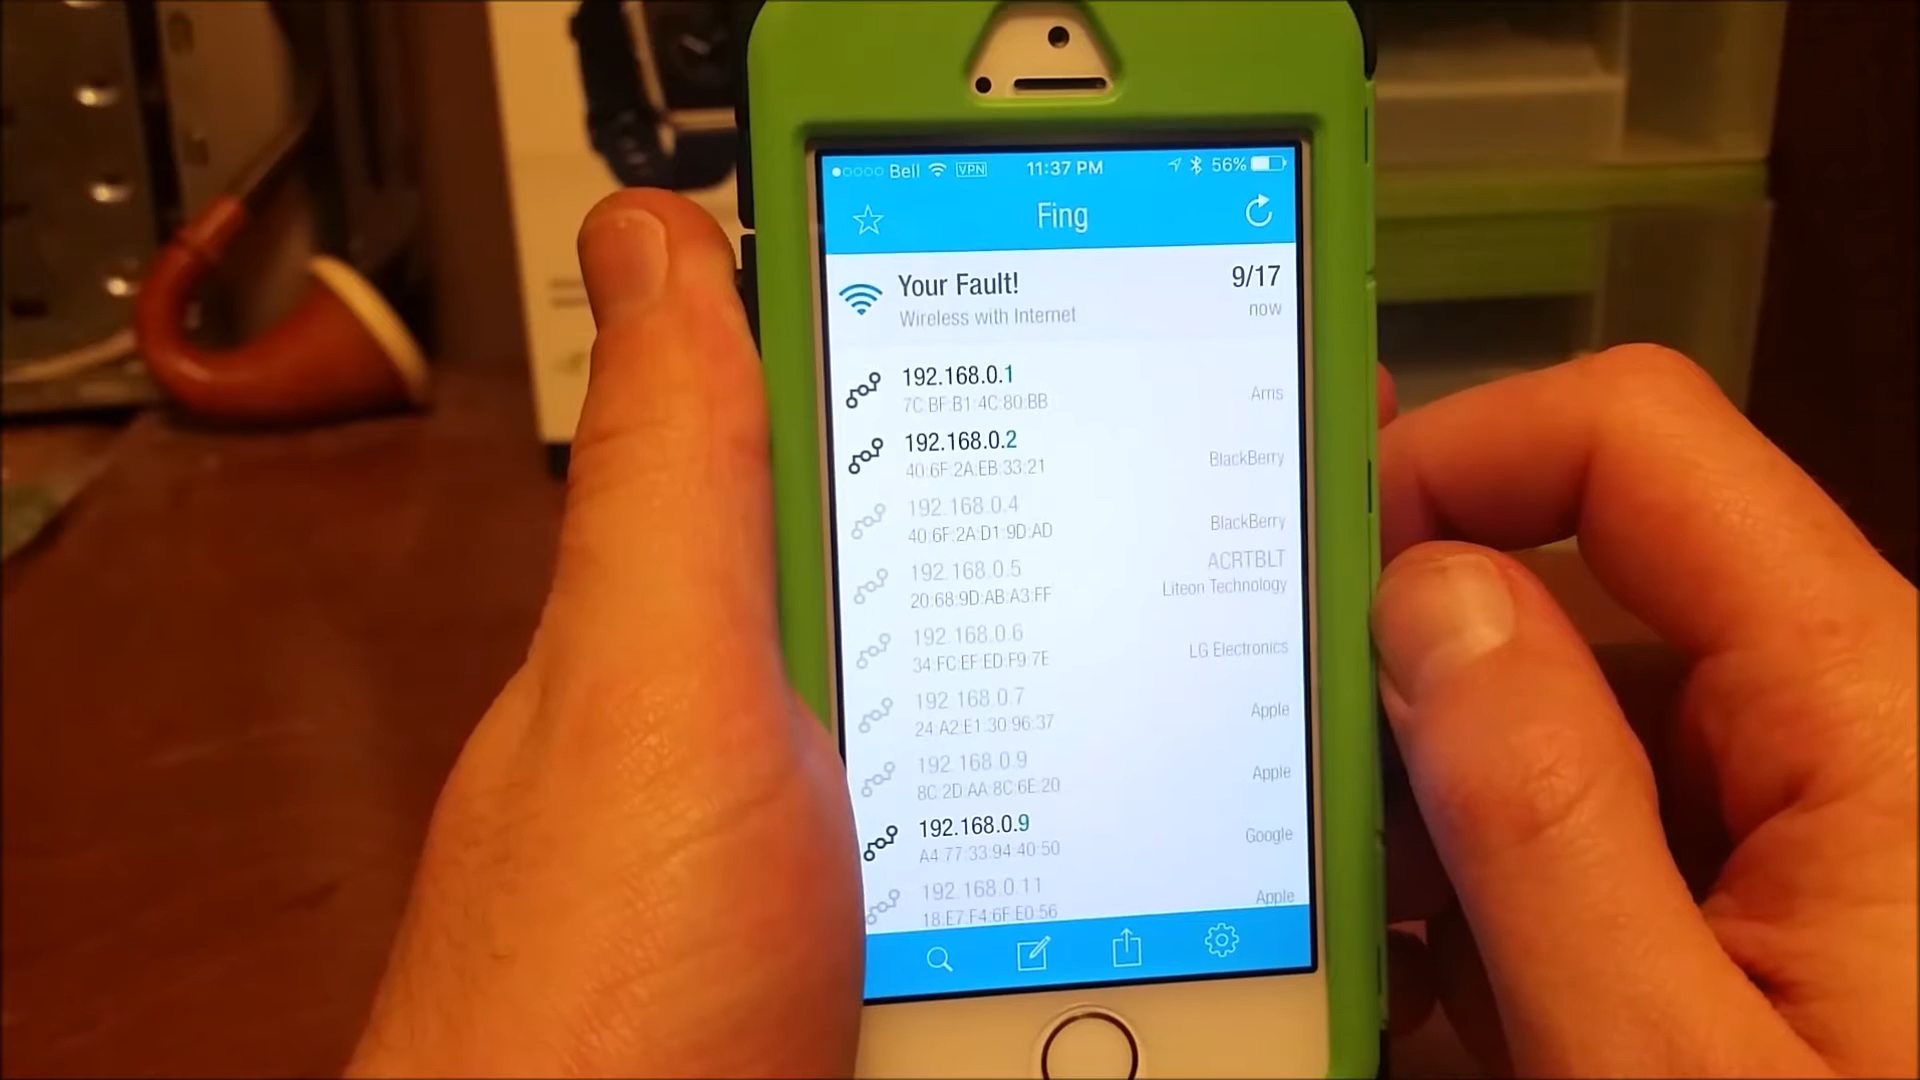 Bell VPN 11:37 PM 56%
Fing
Your Fault! 9/17
Wireless with Internet now
192.168.0.1
7C:BF:B1:4C:80:BB Arris
192.168.0.2
40:6F:2A:EB:33:21 BlackBerry
192.168.0.4
40:6F:2A:D1:9D:AD BlackBerry
192.168.0.5 ACRTBLT
20:68:9D:AB:A3:FF Liteon Technology
192.168.0.6
34:FC:EF:ED:F9:7E LG Electronics
192.168.0.7
24:A2:E1:30:96:37 Apple
192.168.0.9
8C:2D:AA:8C:6E:20 Apple
192.168.0.9
A4:77:33:94:40:50 Google
192.168.0.11
18:E7:F4:6F:E0:56 Apple